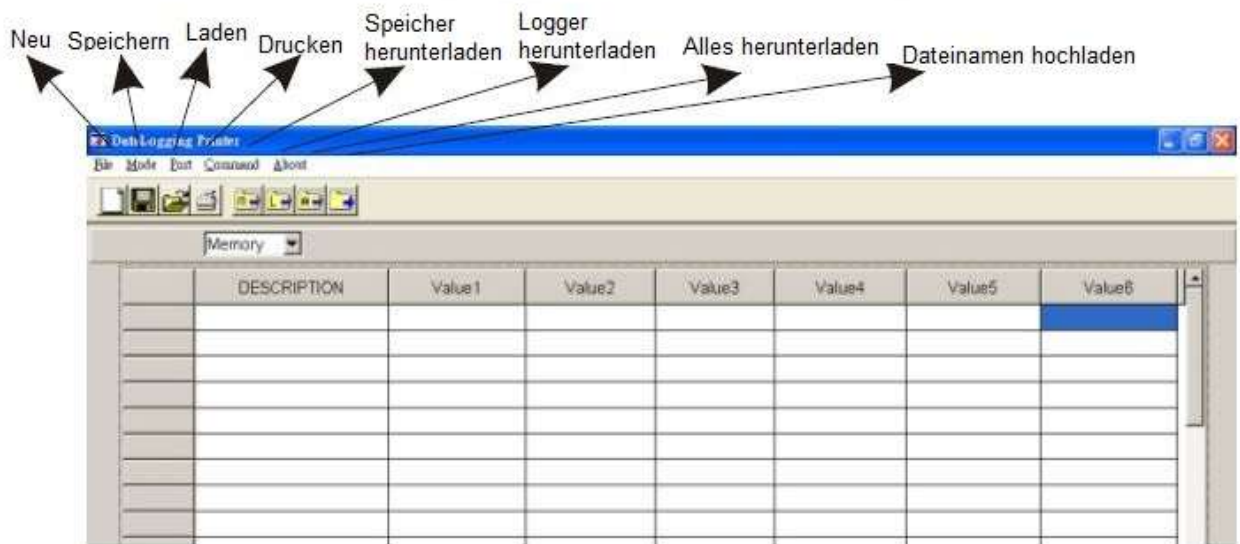 Neu Speichern Laden Drucken Speicher herunterladen Logger herunterladen Alles herunterladen Dateinamen hochladen
DataLogging Printer
File Mode Port Command About
Memory
DESCRIPTION Value1 Value2 Value3 Value4 Value5 Value6